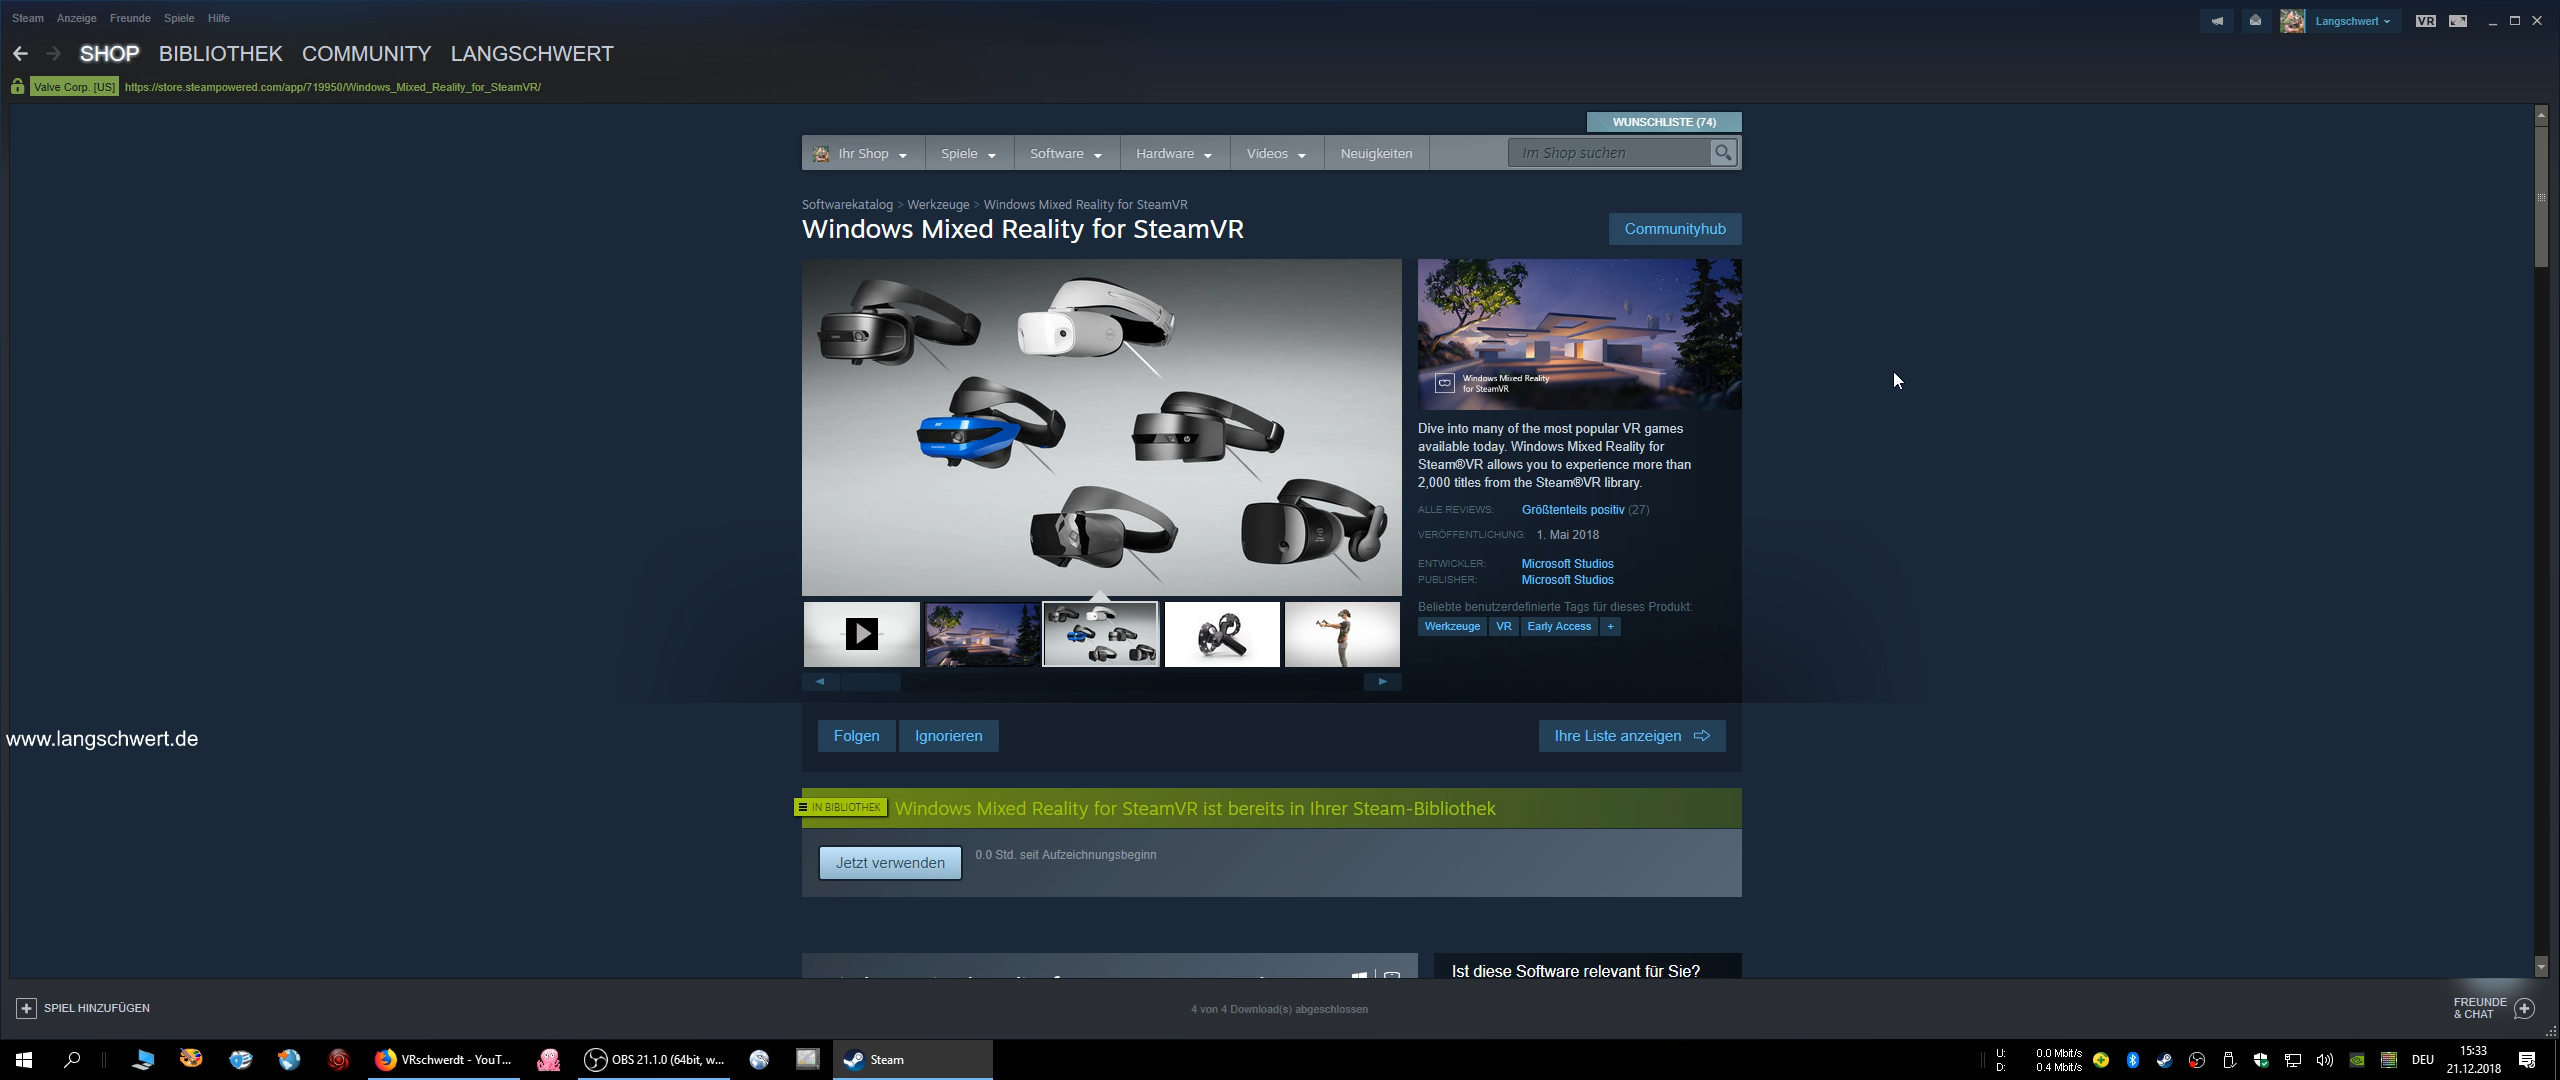 Steam Anzeige Freunde Spiele Hilfe
Langschwert
VR
SHOP BIBLIOTHEK COMMUNITY LANGSCHWERT
Valve Corp. [US] https://store.steampowered.com/app/719950/Windows_Mixed_Reality_for_SteamVR/
WUNSCHLISTE (74)
Ihr Shop Spiele Software Hardware Videos Neuigkeiten Im Shop suchen
Softwarekatalog > Werkzeuge > Windows Mixed Reality for SteamVR
Windows Mixed Reality for SteamVR
Communityhub
Windows Mixed Reality
for SteamVR
Dive into many of the most popular VR games
available today. Windows Mixed Reality for
Steam®VR allows you to experience more than
2,000 titles from the Steam®VR library.
ALLE REVIEWS: Größtenteils positiv (27)
VERÖFFENTLICHUNG: 1. Mai 2018
ENTWICKLER: Microsoft Studios
PUBLISHER: Microsoft Studios
Beliebte benutzerdefinierte Tags für dieses Produkt:
Werkzeuge VR Early Access +
www.langschwert.de
Folgen Ignorieren Ihre Liste anzeigen
IN BIBLIOTHEK Windows Mixed Reality for SteamVR ist bereits in Ihrer Steam-Bibliothek
Jetzt verwenden 0.0 Std. seit Aufzeichnungsbeginn
Ist diese Software relevant für Sie?
SPIEL HINZUFÜGEN
4 von 4 Download(s) abgeschlossen
FREUNDE
& CHAT
VRschwerdt - YouT... OBS 21.1.0 (64bit, w... Steam
U: 0.0 Mbit/s
D: 0.4 Mbit/s
DEU
15:33
21.12.2018